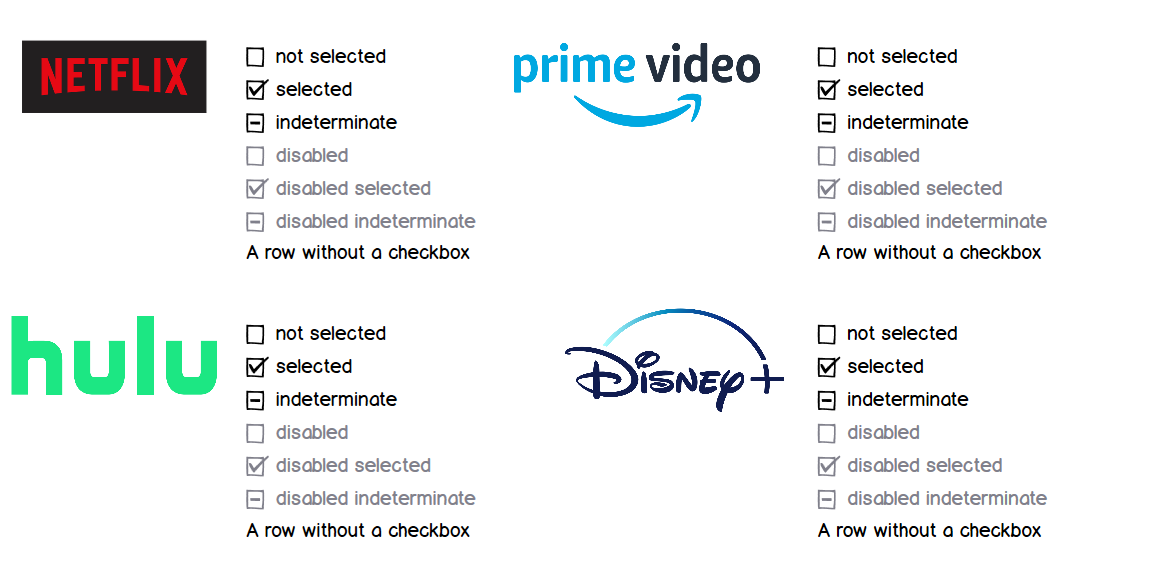 NETFLIX
not selected
selected
indeterminate
disabled
disabled selected
disabled indeterminate
A row without a checkbox
prime video
not selected
selected
indeterminate
disabled
disabled selected
disabled indeterminate
A row without a checkbox
hulu
not selected
selected
indeterminate
disabled
disabled selected
disabled indeterminate
A row without a checkbox
Disney+
not selected
selected
indeterminate
disabled
disabled selected
disabled indeterminate
A row without a checkbox